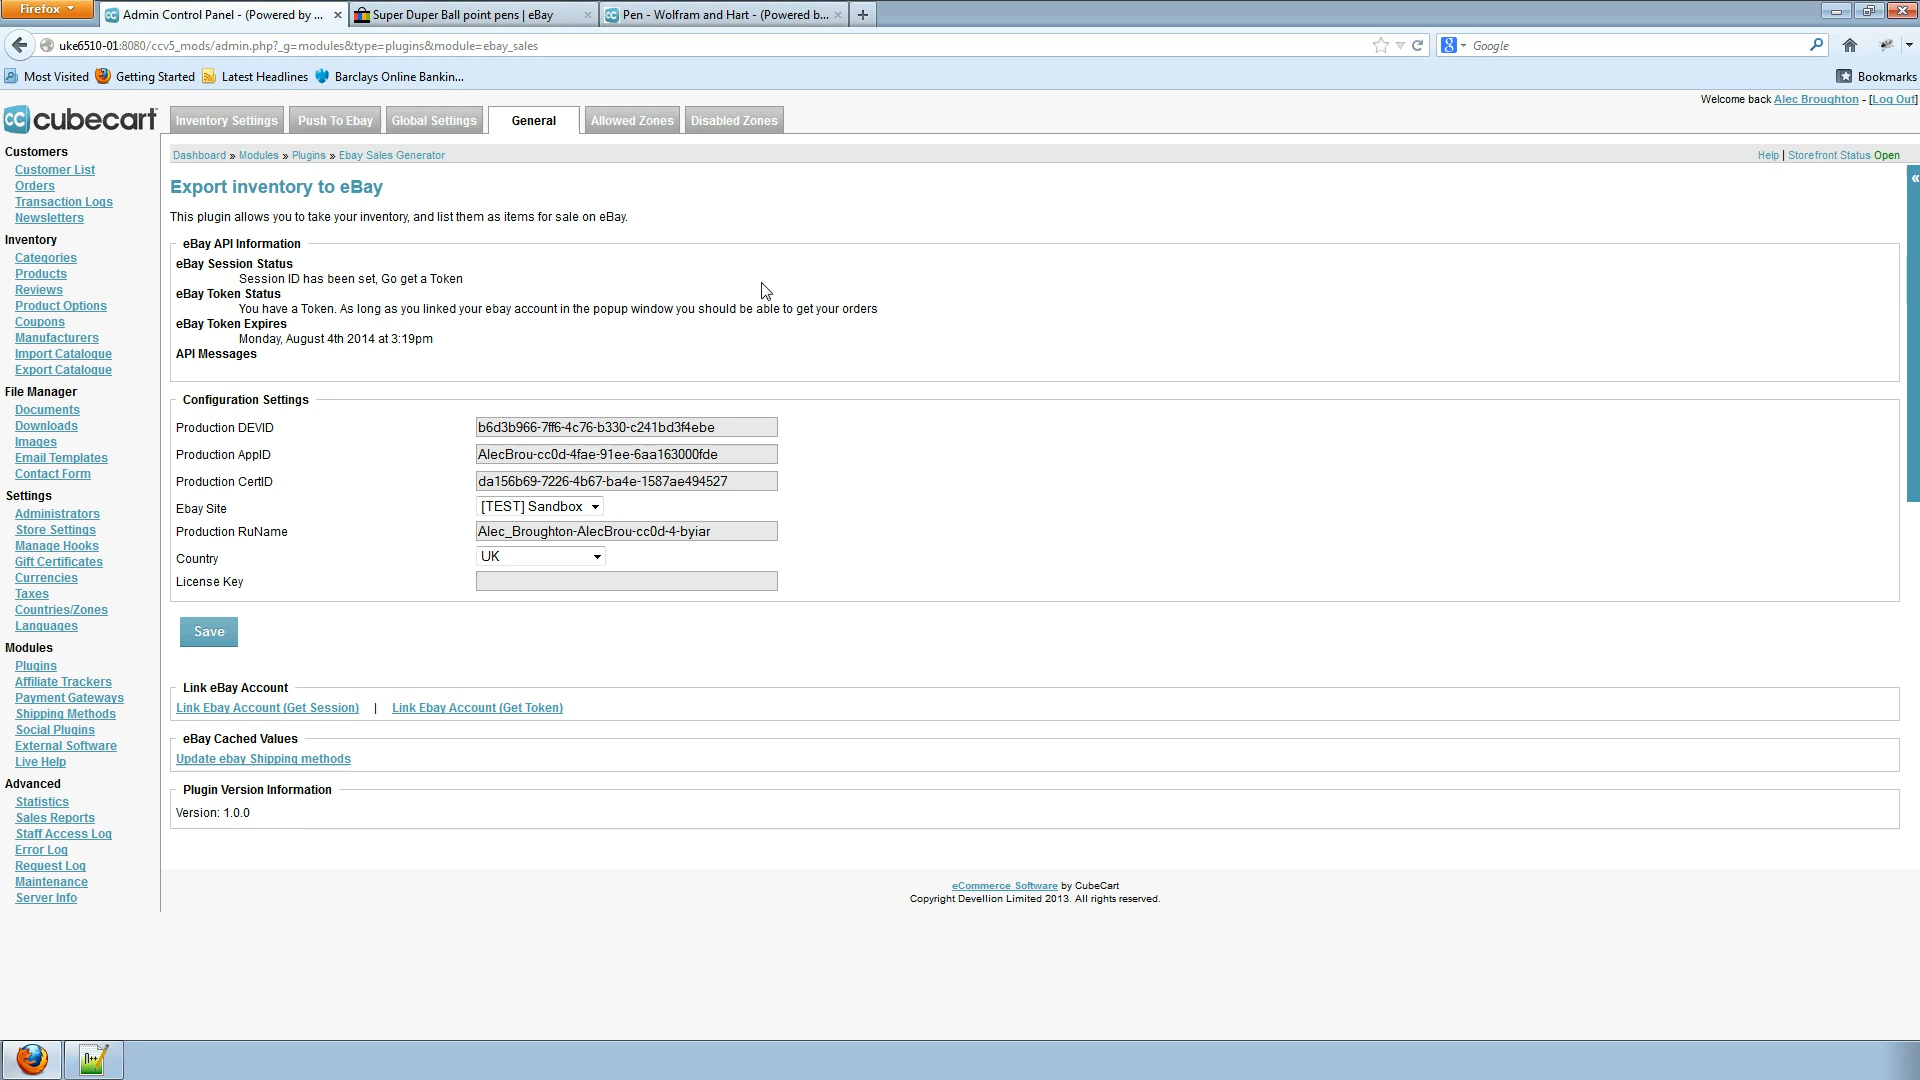 Firefox
Admin Control Panel - (Powered by ...
Super Duper Ball point pens | eBay
Pen - Wolfram and Hart - (Powered b...
uke6510-01:8080/ccv5_mods/admin.php?_g=modules&type=plugins&module=ebay_sales
Google
Most Visited
Getting Started
Latest Headlines
Barclays Online Bankin...
Bookmarks
Welcome back Alec Broughton - [Log Out]
cc cubecart
Inventory Settings
Push To Ebay
Global Settings
General
Allowed Zones
Disabled Zones
Dashboard » Modules » Plugins » Ebay Sales Generator
Help | Storefront Status Open
Customers
Customer List
Orders
Transaction Logs
Newsletters
Inventory
Categories
Products
Reviews
Product Options
Coupons
Manufacturers
Import Catalogue
Export Catalogue
File Manager
Documents
Downloads
Images
Email Templates
Contact Form
Settings
Administrators
Store Settings
Manage Hooks
Gift Certificates
Currencies
Taxes
Countries/Zones
Languages
Modules
Plugins
Affiliate Trackers
Payment Gateways
Shipping Methods
Social Plugins
External Software
Live Help
Advanced
Statistics
Sales Reports
Staff Access Log
Error Log
Request Log
Maintenance
Server Info
Export inventory to eBay
This plugin allows you to take your inventory, and list them as items for sale on eBay.
eBay API Information
eBay Session Status
Session ID has been set, Go get a Token
eBay Token Status
You have a Token. As long as you linked your ebay account in the popup window you should be able to get your orders
eBay Token Expires
Monday, August 4th 2014 at 3:19pm
API Messages
Configuration Settings
Production DEVID b6d3b966-7ff6-4c76-b330-c241bd3f4ebe
Production AppID AlecBrou-cc0d-4fae-91ee-6aa163000fde
Production CertID da156b69-7226-4b67-ba4e-1587ae494527
Ebay Site [TEST] Sandbox
Production RuName Alec_Broughton-AlecBrou-cc0d-4-byiar
Country UK
License Key
Save
Link eBay Account
Link Ebay Account (Get Session) | Link Ebay Account (Get Token)
eBay Cached Values
Update ebay Shipping methods
Plugin Version Information
Version: 1.0.0
eCommerce Software by CubeCart
Copyright Devellion Limited 2013. All rights reserved.